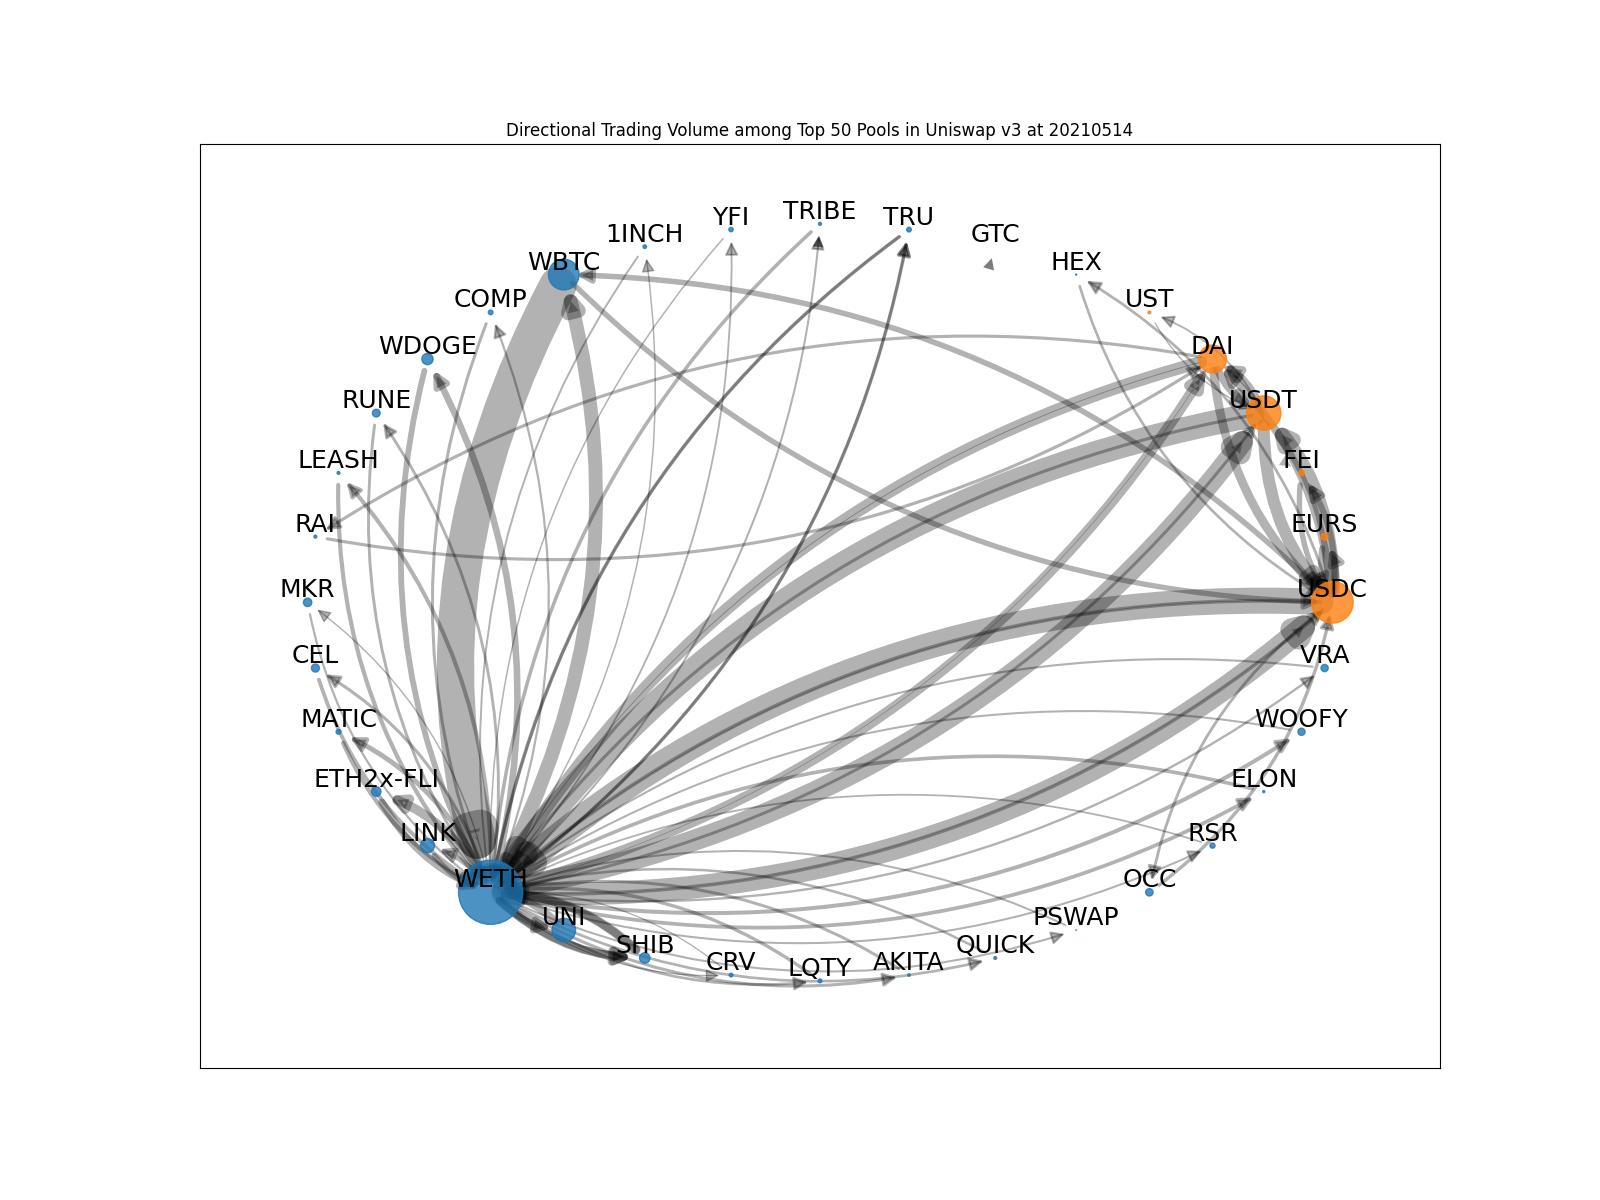 Directional Trading Volume among Top 50 Pools in Uniswap v3 at 20210514
TRIBE
YFI
TRU
1INCH
GTC
WBTC
HEX
COMP
UST
WDOGE
DAI
RUNE
USDT
LEASH
FEI
RAI
EURS
MKR
USDC
CEL
VRA
MATIC
WOOFY
ETH2x-FLI
ELON
LINK
RSR
WETH
OCC
UNI
PSWAP
SHIB
QUICK
CRV
AKITA
LQTY